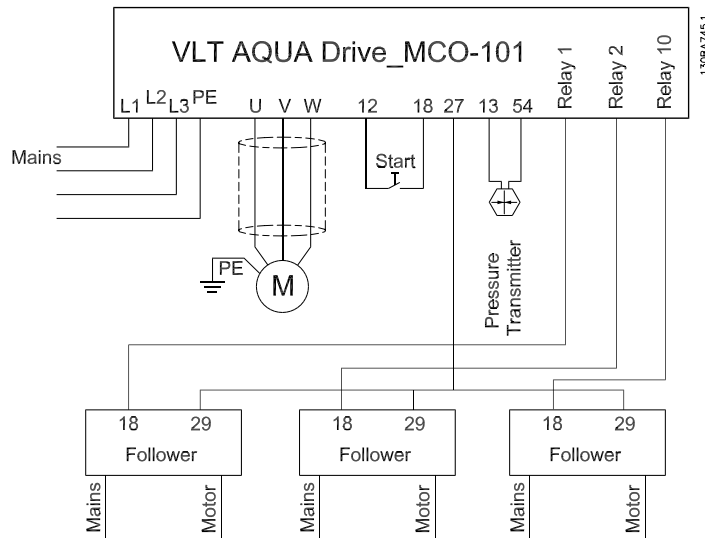 VLT AQUA Drive_MCO-101
Relay 1
Relay 2
Relay 10
130BA745.1
L1 L2 L3 PE U V W 12 18 27 13 54
Mains
Start
PE
M
Pressure
Transmitter
18 29
Follower
Mains
Motor
18 29
Follower
Mains
Motor
18 29
Follower
Mains
Motor